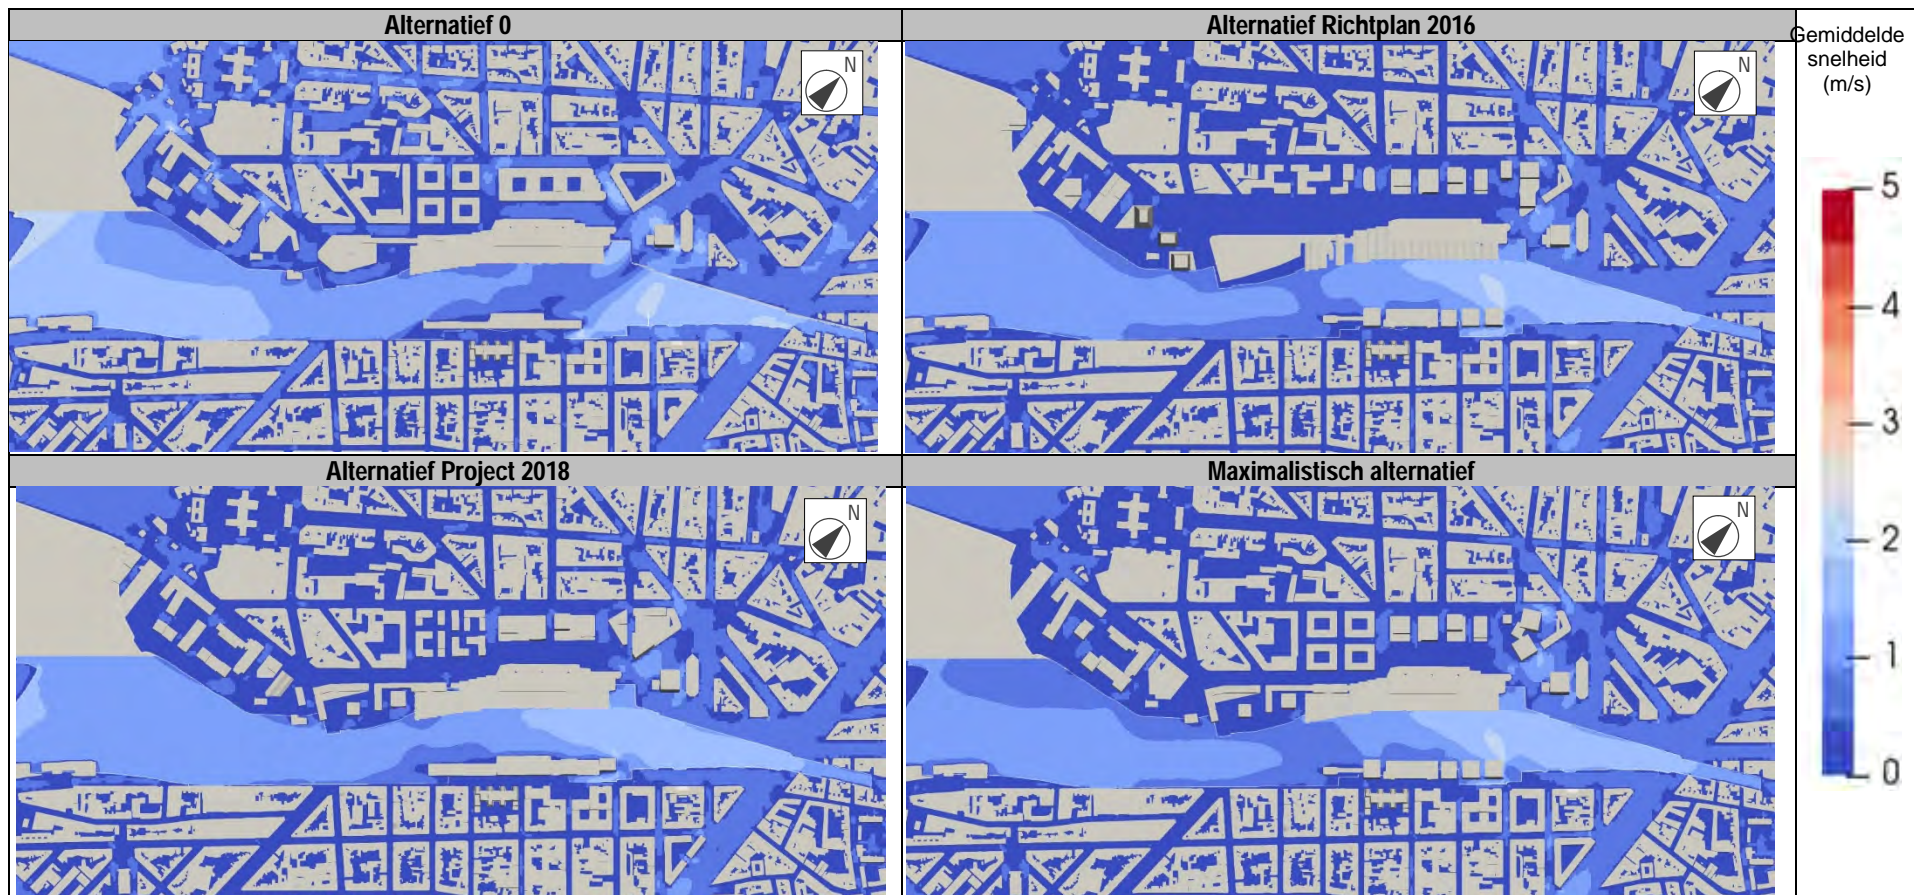 Alternatief 0
Alternatief Richtplan 2016
Gemiddelde
snelheid
(m/s)
N
N
5
4
3
2
1
0
Alternatief Project 2018
Maximalistisch alternatief
N
N